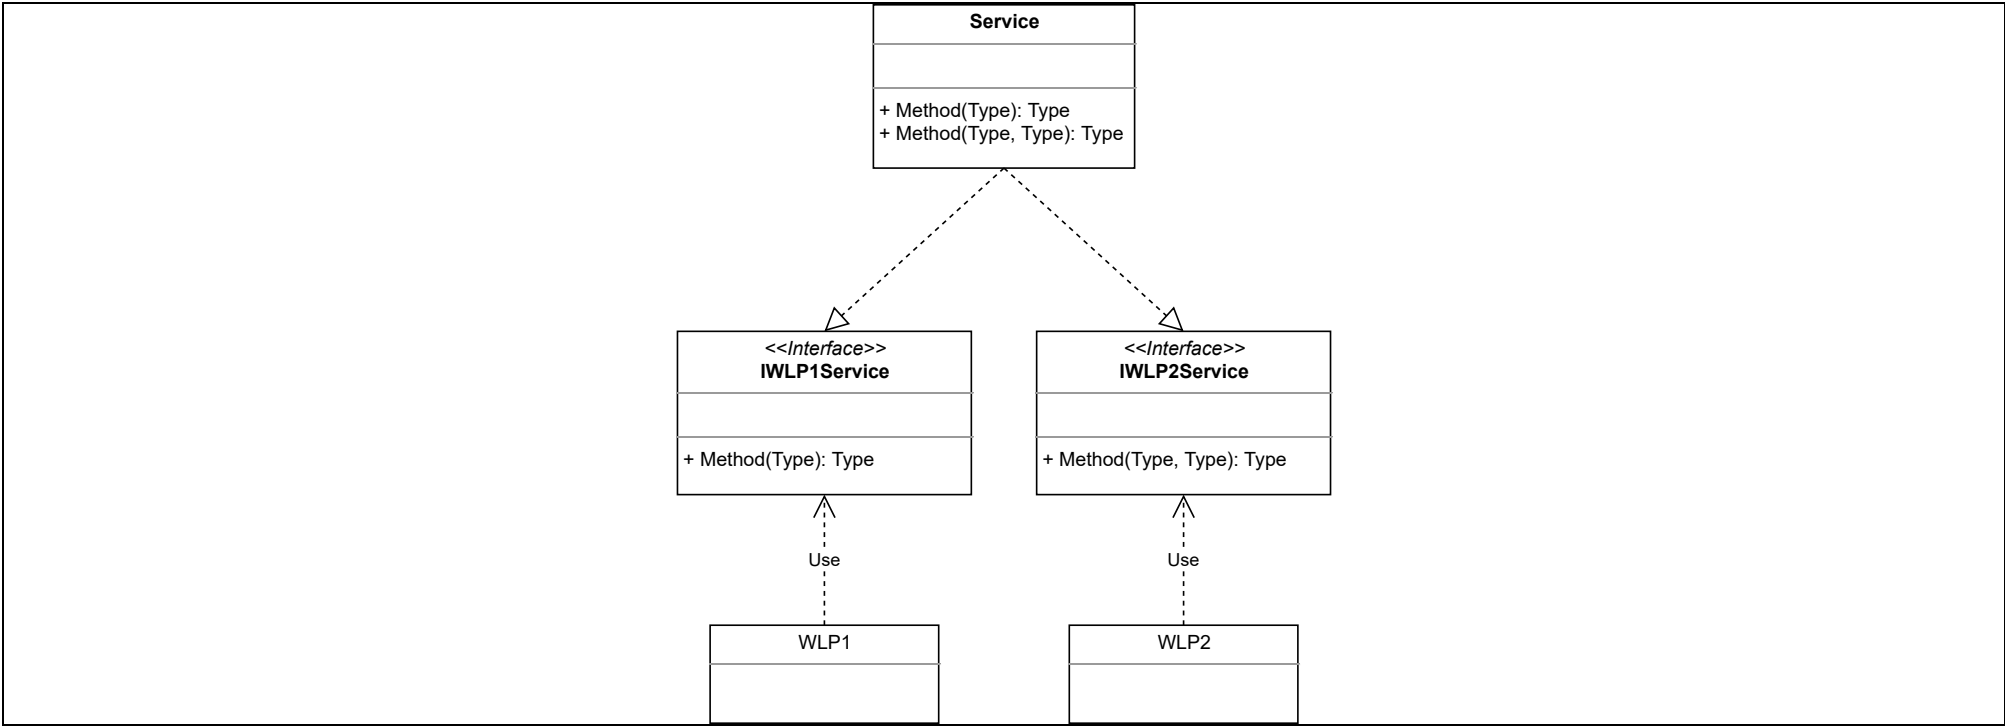 Service
+ Method(Type): Type
+ Method(Type, Type): Type
<<Interface>>
IWLP1Service
+ Method(Type): Type
<<Interface>>
IWLP2Service
+ Method(Type, Type): Type
Use
Use
WLP1
WLP2